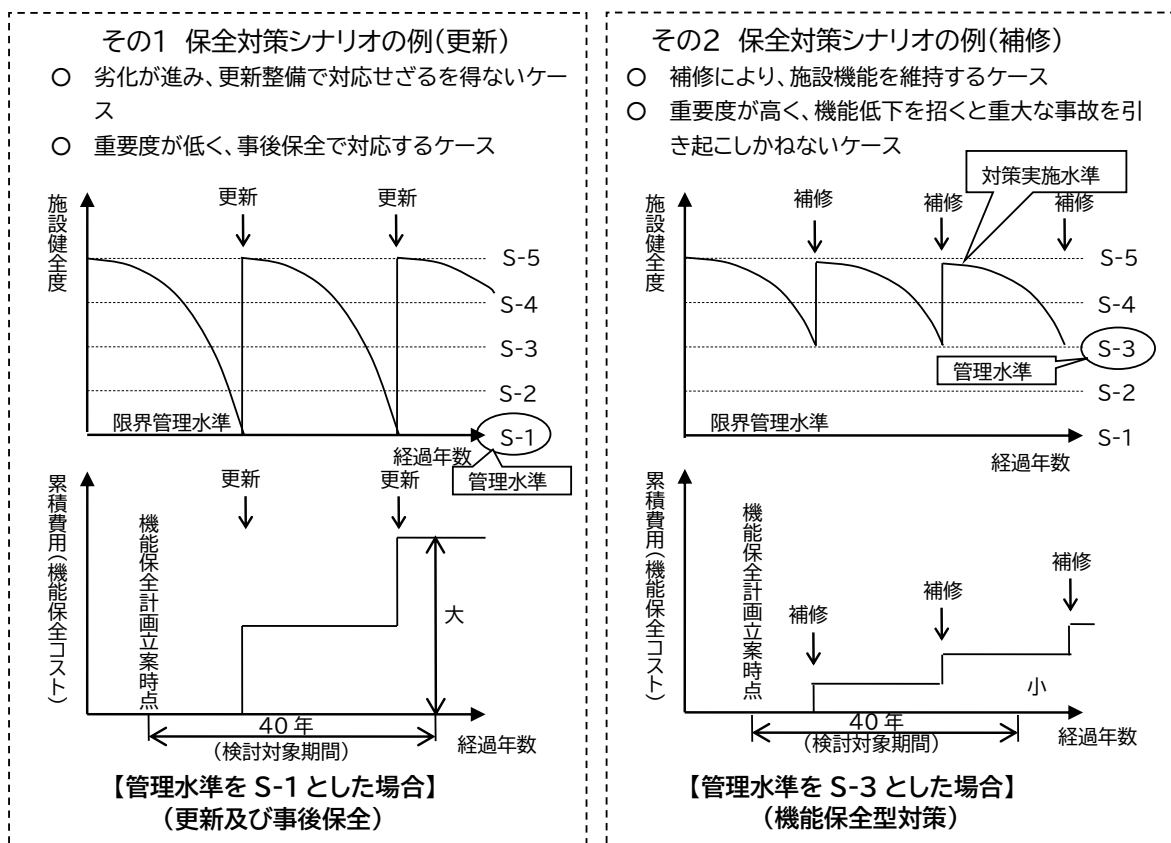 その1 保全対策シナリオの例(更新)
○ 劣化が進み、更新整備で対応せざるを得ないケー
ス
○ 重要度が低く、事後保全で対応するケース
施設健全度
更新
更新
S-5
S-4
S-3
S-2
S-1
限界管理水準
経過年数
管理水準
累積費用(機能保全コスト)
機能保全計画立案時点
更新
更新
大
40年
(検討対象期間)
経過年数
【管理水準を S-1 とした場合】
(更新及び事後保全)
その2 保全対策シナリオの例(補修)
○ 補修により、施設機能を維持するケース
○ 重要度が高く、機能低下を招くと重大な事故を引
き起こしかねないケース
対策実施水準
施設健全度
補修
補修
補修
S-5
S-4
S-3
S-2
S-1
管理水準
限界管理水準
経過年数
累積費用(機能保全コスト)
機能保全計画立案時点
補修
補修
補修
小
40年
(検討対象期間)
経過年数
【管理水準を S-3 とした場合】
(機能保全型対策)